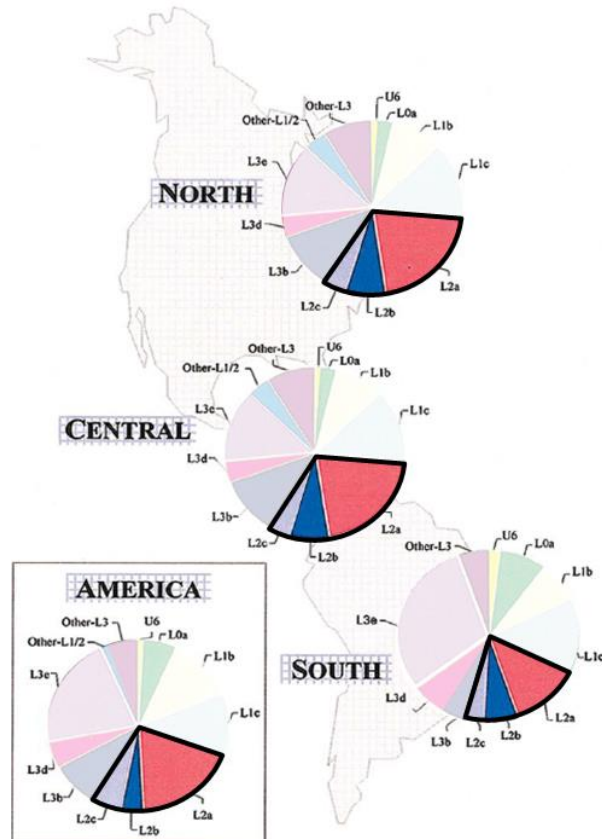 U6
Other-L3
L0a
Other-L1/2
L1b
L1c
L3e
NORTH
L3d
L3b
L2a
L2c
L2b
U6
Other-L3
L0a
Other-L1/2
L1b
L3e
L1c
CENTRAL
L3d
L3b
L2a
L2c
L2b
U6
Other-L3
L0a
L1b
L3e
L1c
SOUTH
L3d
L2a
L3b
L2c
L2b
AMERICA
Other-L3
U6
L0a
Other-L1/2
L1b
L3e
L1c
L3d
L3b
L2a
L2c
L2b